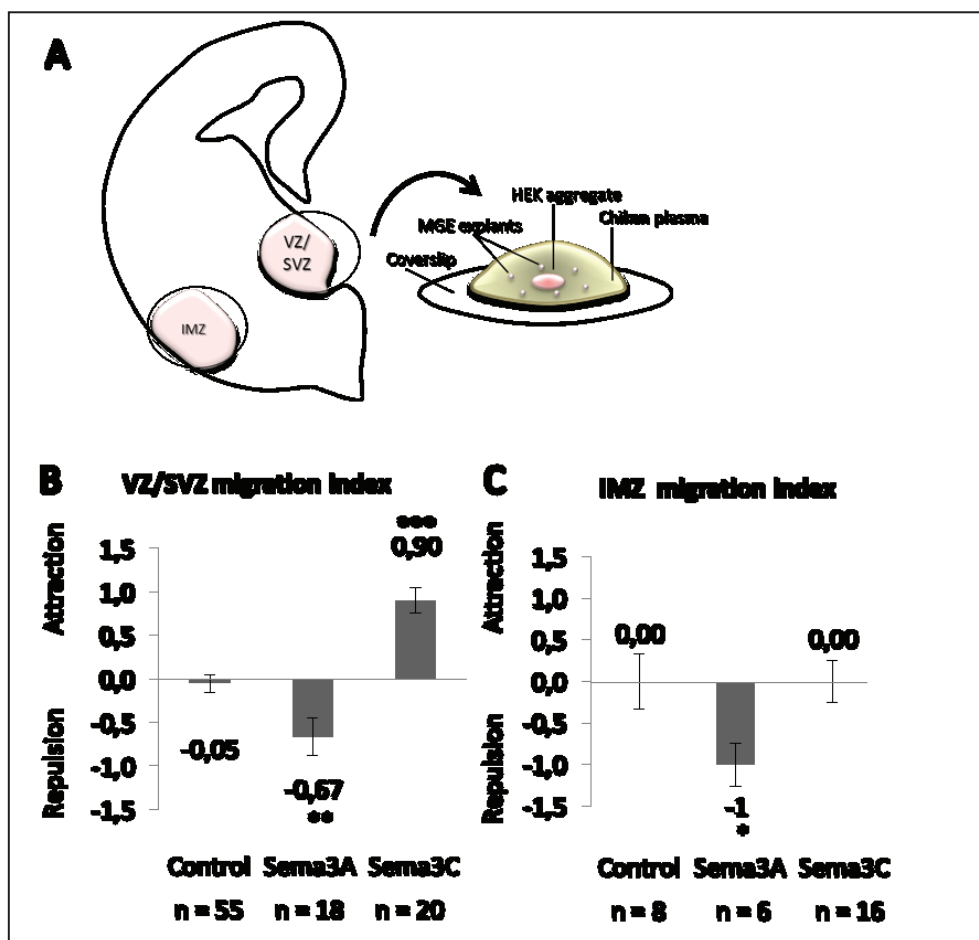 A
HEK aggregate
MGE explants
Chiken plasma
Coverslip
VZ/
SVZ
IMZ
B
VZ/SVZ migration index
Attraction
Repulsion
1,5
1,0
0,5
0,0
-0,5
-1,0
-1,5
***
0,90
-0,05
-0,67
**
Control Sema3A Sema3C
n = 55 n = 18 n = 20
C
IMZ migration index
Attraction
Repulsion
1,5
1,0
0,5
0,0
-0,5
-1,0
-1,5
0,00
0,00
-1
*
Control Sema3A Sema3C
n = 8 n = 6 n = 16